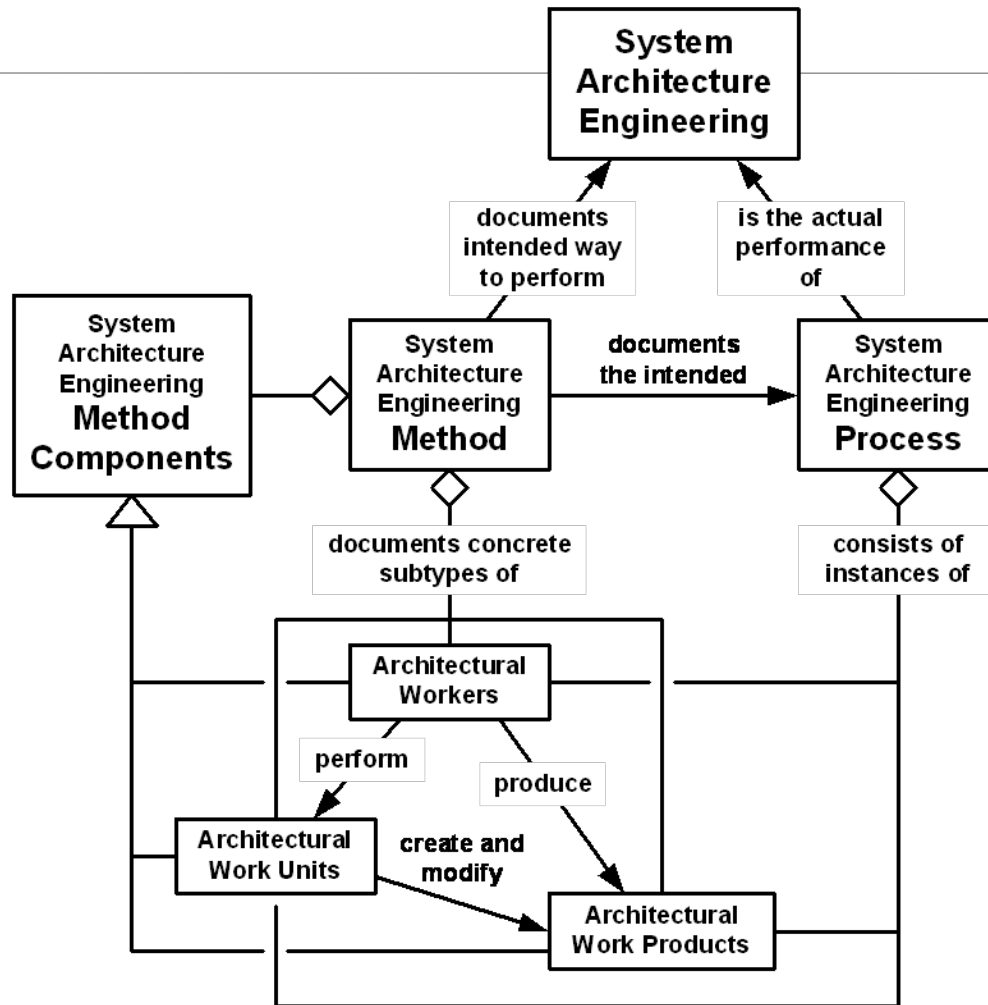 System
Architecture
Engineering
documents
intended way
to perform
is the actual
performance
of
System
Architecture
Engineering
Method
Components
System
Architecture
Engineering
Method
documents
the intended
System
Architecture
Engineering
Process
documents concrete
subtypes of
consists of
instances of
Architectural
Workers
perform
produce
Architectural
Work Units
create and
modify
Architectural
Work Products